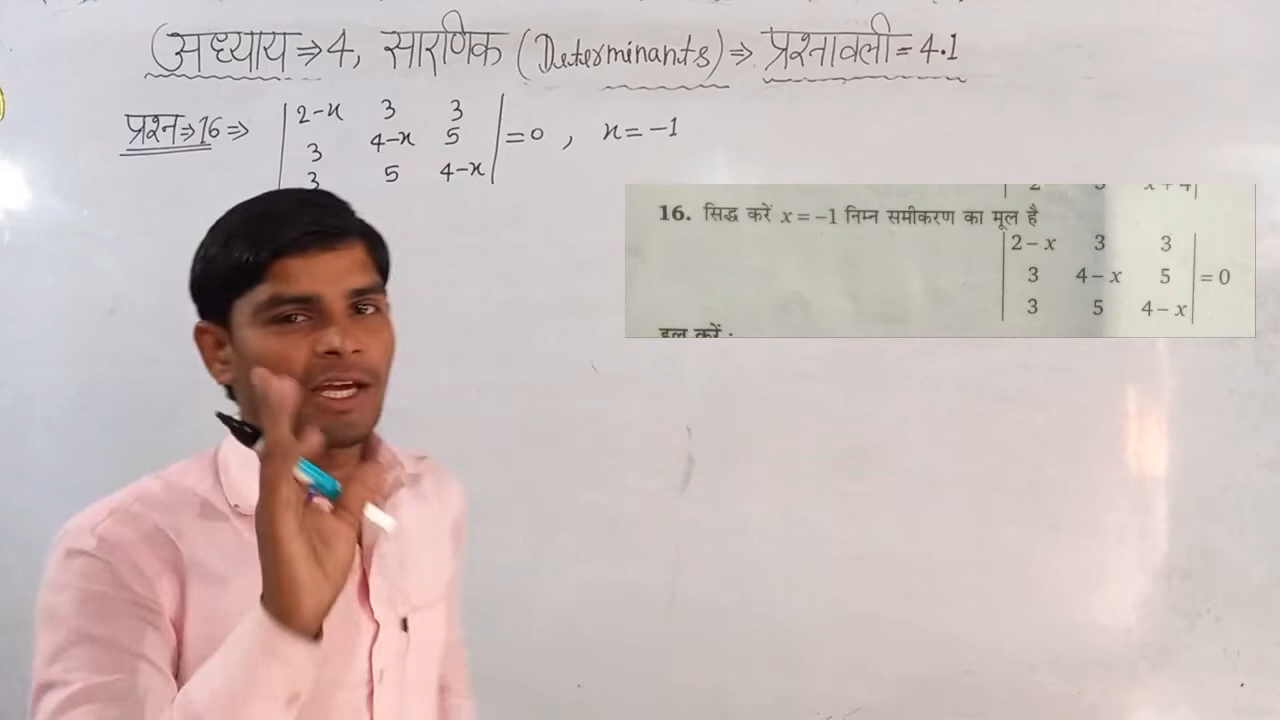 (अध्याय⇒4, सारणिक (Determinants)⇒ प्रश्नावली=4.1
प्रश्न⇒16⇒ | 2-x 3 3 |
| 3 4-x 5 | =0 , x=-1
| 3 5 4-x |
16. सिद्ध करें x = −1 निम्न समीकरण का मूल है
| 2 − x 3 3 |
| 3 4 − x 5 | = 0
| 3 5 4 − x |